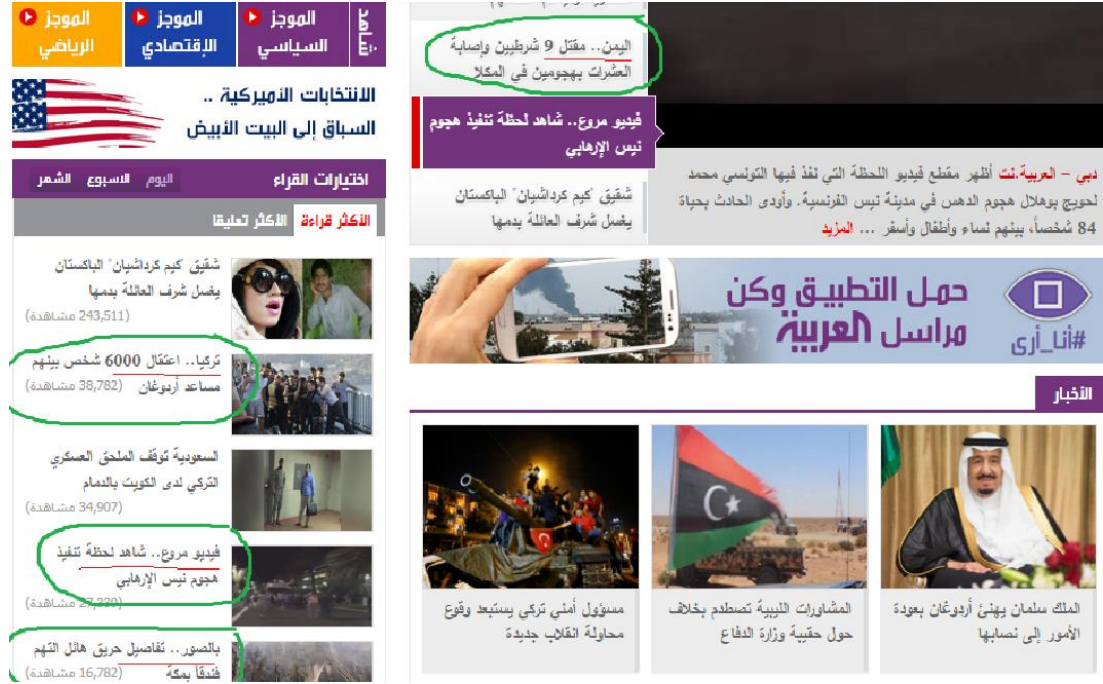 شاهد
الموجز
السياسي
الموجز
الإقتصادي
الموجز
الرياضي
الانتخابات الأميركية ..
السباق إلى البيت الأبيض
اختيارات القراء
اليوم الاسبوع الشهر
الأكثر قراءة الأكثر تعليقا
شقيق "كيم كرداشيان" الباكستان
يغسل شرف العائلة بدمها
(243,511 مشاهدة)
تركيا.. اعتقال 6000 شخص بينهم
مساعد أردوغان (38,782 مشاهدة)
السعودية توقف الملحق العسكري
التركي لدى الكويت بالدمام
(34,907 مشاهدة)
فيديو مروع.. شاهد لحظة تنفيذ
هجوم نيس الإرهابي
مشاهدة)
بالصور.. تفاصيل حريق هائل التهم
فندقا بمكة (16,782 مشاهدة)
اليمن.. مقتل 9 شرطيين وإصابة
العشرات بهجومين في المكلا
فيديو مروع.. شاهد لحظة تنفيذ هجوم
نيس الإرهابي
شقيق "كيم كرداشيان" الباكستان
يغسل شرف العائلة بدمها
دبي – العربية.نت أظهر مقطع فيديو اللحظة التي نفذ فيها التونسي محمد
لحويج بوهلال هجوم الدهس في مدينة نيس الفرنسية. وأودى الحادث بحياة
84 شخصاً، بينهم نساء وأطفال وأسفر ... المزيد
حمل التطبيق وكن
مراسل العربية
#أنا_أرى
الأخبار
الملك سلمان يهنئ أردوغان بعودة
الأمور إلى نصابها
المشاورات الليبية تصطدم بخلاف
حول حقيبة وزارة الدفاع
مسؤول أمني تركي يستبعد وقوع
محاولة انقلاب جديدة